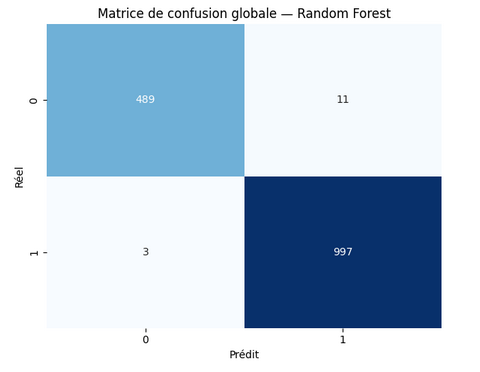 Matrice de confusion globale — Random Forest
0
489
11
Réel
1
3
997
0
1
Prédit